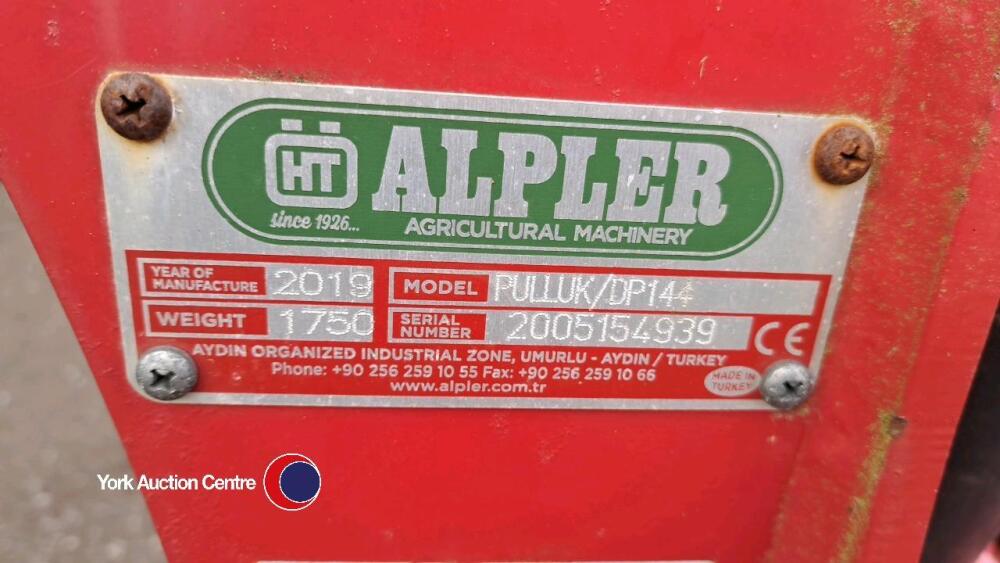 HT ALPLER
since 1926... AGRICULTURAL MACHINERY
YEAR OF MANUFACTURE 2019 MODEL PULLUK/DP144
WEIGHT 1750 SERIAL NUMBER 2005154939 CE
AYDIN ORGANIZED INDUSTRIAL ZONE, UMURLU - AYDIN / TURKEY
Phone: +90 256 259 10 55 Fax: +90 256 259 10 66
www.alpler.com.tr
MADE IN TURKEY
York Auction Centre